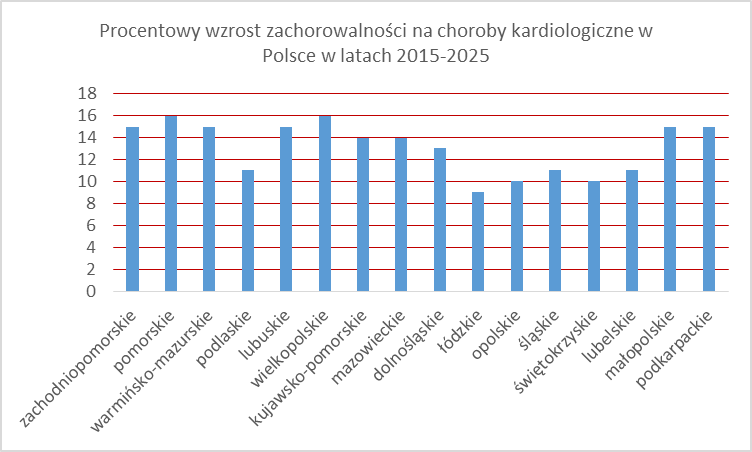 Procentowy wzrost zachorowalności na choroby kardiologiczne w
Polsce w latach 2015-2025
18
16
14
12
10
8
6
4
2
0
zachodniopomorskie
pomorskie
warmińsko-mazurskie
podlaskie
lubuskie
wielkopolskie
kujawsko-pomorskie
mazowieckie
dolnośląskie
łódzkie
opolskie
śląskie
świętokrzyskie
lubelskie
małopolskie
podkarpackie